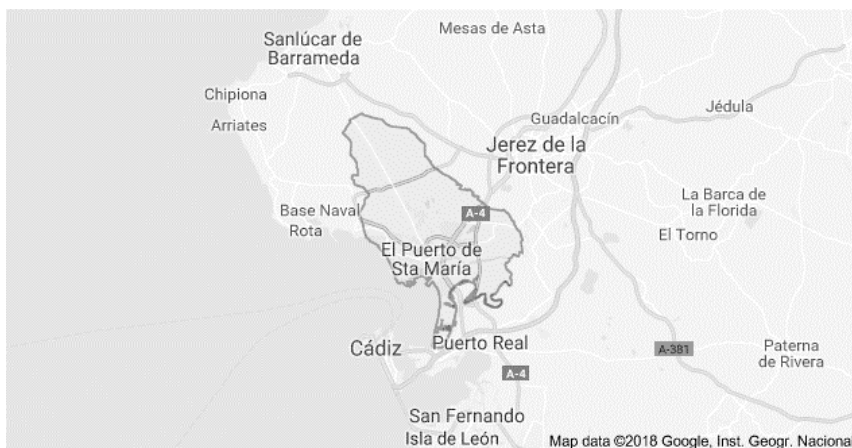 Sanlúcar de
Barrameda
Mesas de Asta
Chipiona
Arriates
Guadalcacín
Jédula
Jerez de la
Frontera
La Barca de
la Florida
Base Naval
Rota
A-4
El Torno
El Puerto de
Sta María
Cádiz
Puerto Real
A-381
Paterna
de Rivera
A-4
San Fernando
Isla de León
Map data ©2018 Google, Inst. Geogr. Naciona